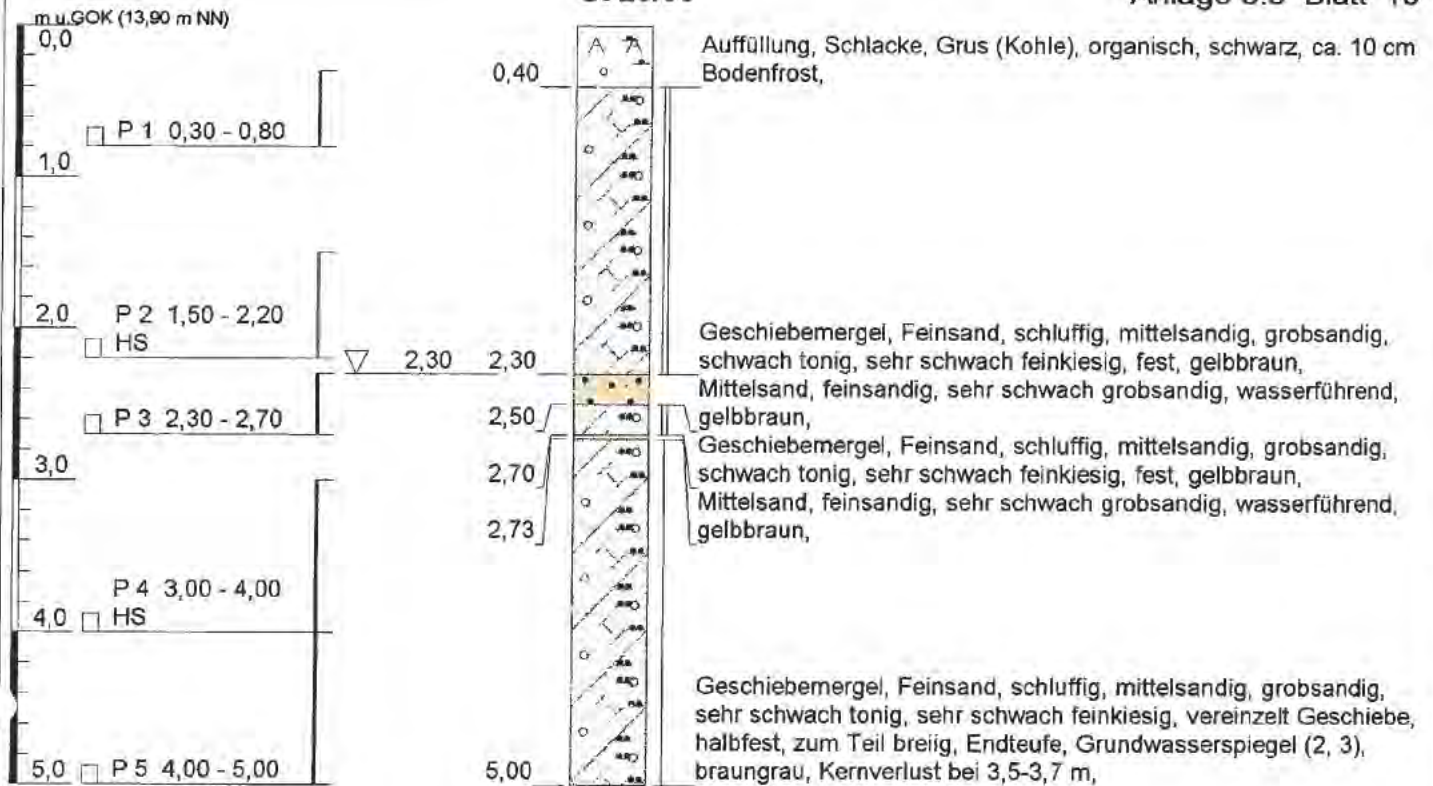 Anlage
m u.GOK (13,90 m NN)
0,0
Auffüllung, Schlacke, Grus (Kohle), organisch, schwarz, ca. 10 cm
0,40 Bodenfrost,
P 1 0,30 - 0,80
1,0
2,0 P 2 1,50 - 2,20
HS
Geschiebemergel, Feinsand, schluffig, mittelsandig, grobsandig,
2,30 2,30 schwach tonig, sehr schwach feinkiesig, fest, gelbbraun,
Mittelsand, feinsandig, sehr schwach grobsandig, wasserführend,
P 3 2,30 - 2,70 2,50 gelbbraun,
Geschiebemergel, Feinsand, schluffig, mittelsandig, grobsandig,
3,0 2,70 schwach tonig, sehr schwach feinkiesig, fest, gelbbraun,
Mittelsand, feinsandig, sehr schwach grobsandig, wasserführend,
2,73 gelbbraun,
P 4 3,00 - 4,00
4,0 HS
Geschiebemergel, Feinsand, schluffig, mittelsandig, grobsandig,
sehr schwach tonig, sehr schwach feinkiesig, vereinzelt Geschiebe,
halbfest, zum Teil breiig, Endteufe, Grundwasserspiegel (2, 3),
5,0 P 5 4,00 - 5,00 5,00 braungrau, Kernverlust bei 3,5-3,7 m,